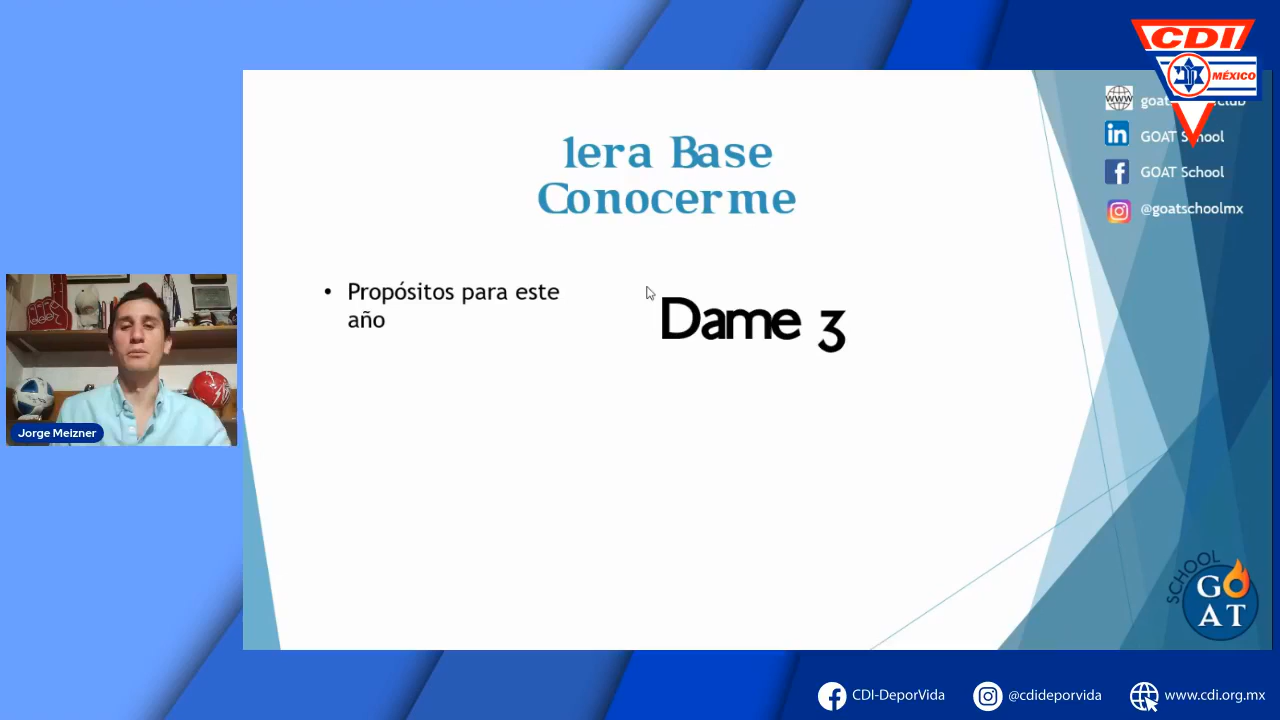 CDI
MÉXICO
www
GOAT School
GOAT School
@goatschoolmx
1era Base
Conocerme
• Propósitos para este
año
Dame 3
Jorge Meizner
SCHOOL
GO
AT
CDI-DeporVida
@cdideporvida
www.cdi.org.mx